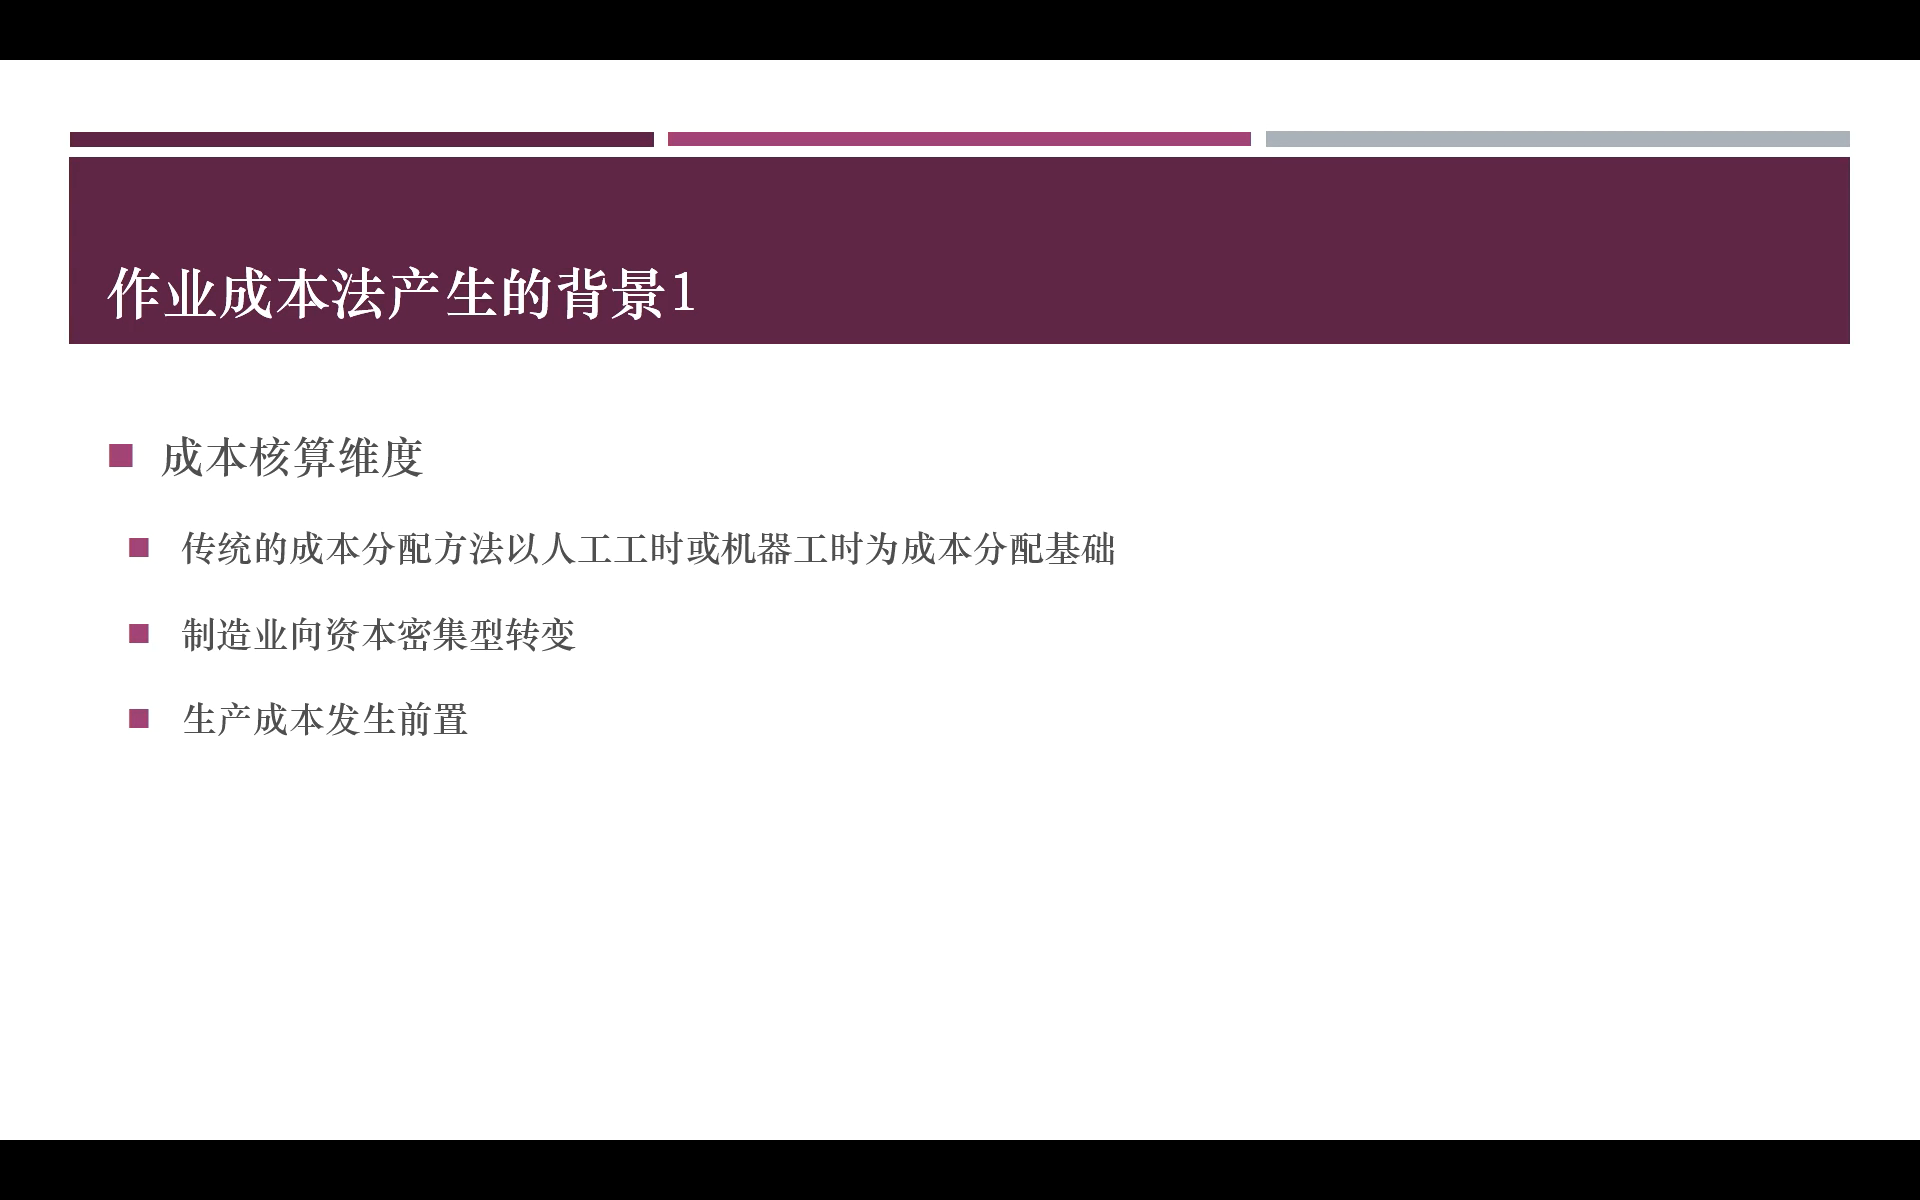 作业成本法产生的背景1
成本核算维度
传统的成本分配方法以人工工时或机器工时为成本分配基础
制造业向资本密集型转变
生产成本发生前置